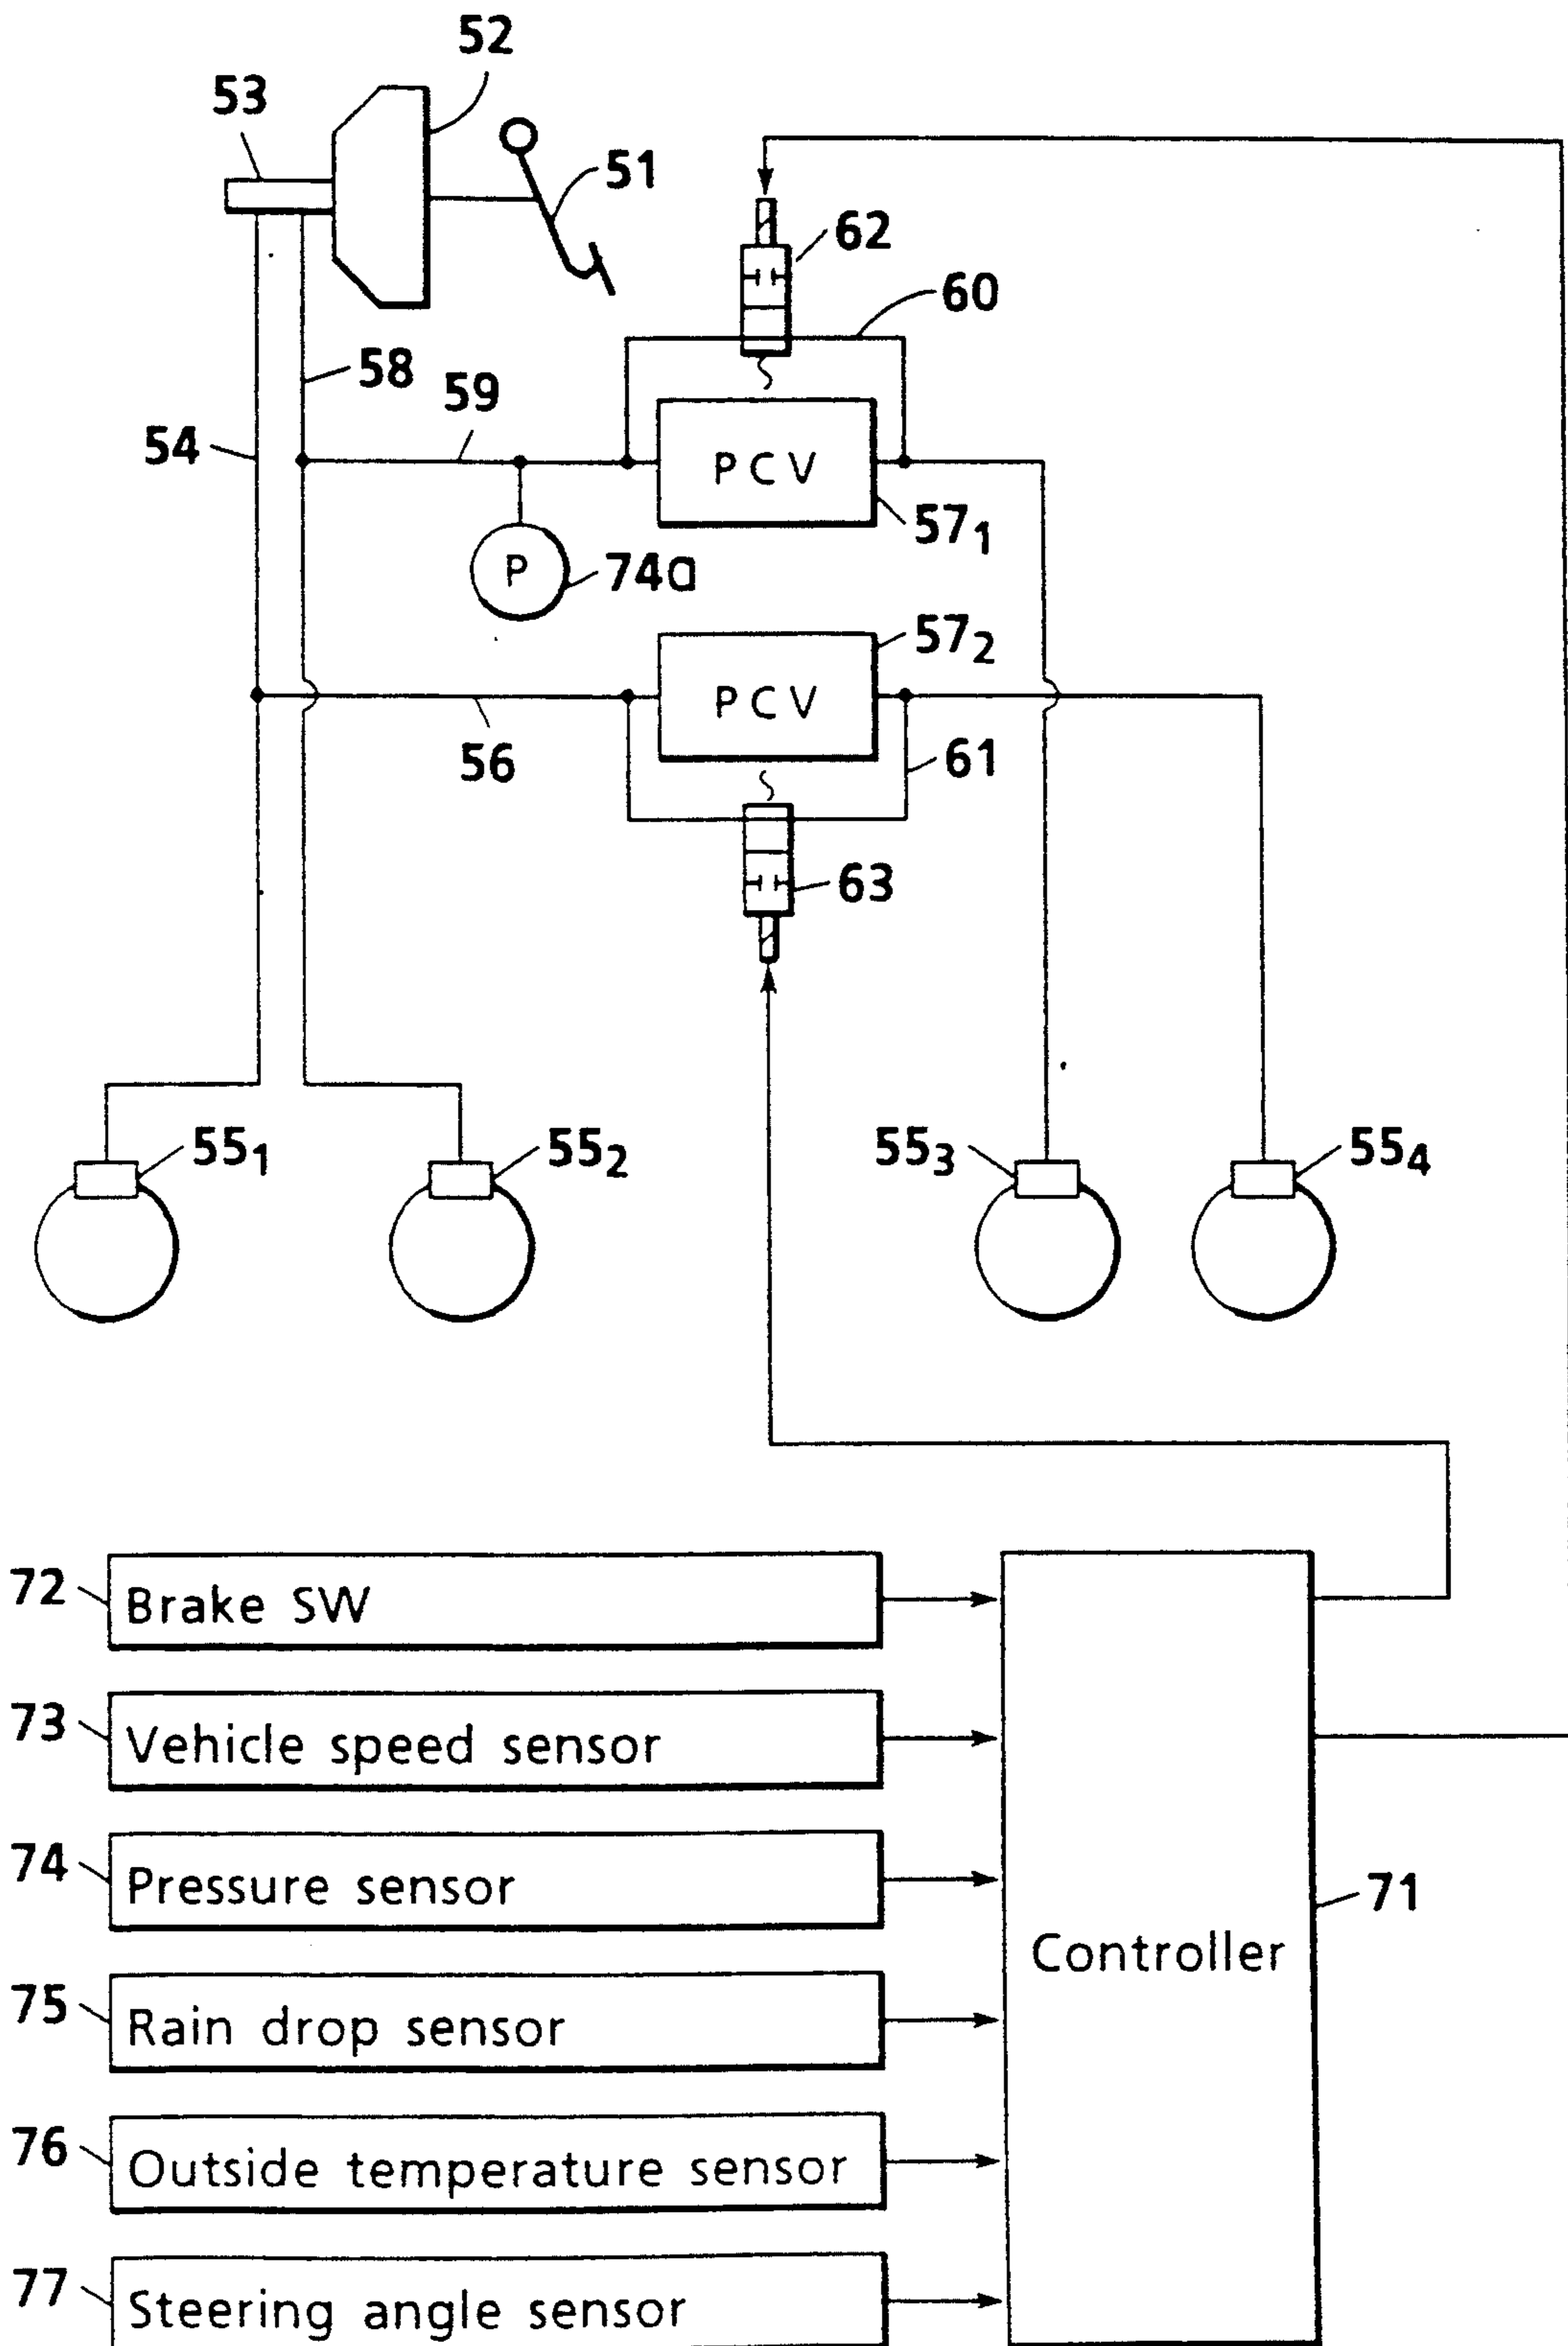 52
53
51
62
60
58
59
54
PCV
57₁
P
74a
57₂
PCV
56
61
63
55₁
55₂
55₃
55₄
72
Brake SW
73
Vehicle speed sensor
74
Pressure sensor
71
Controller
75
Rain drop sensor
76
Outside temperature sensor
77
Steering angle sensor